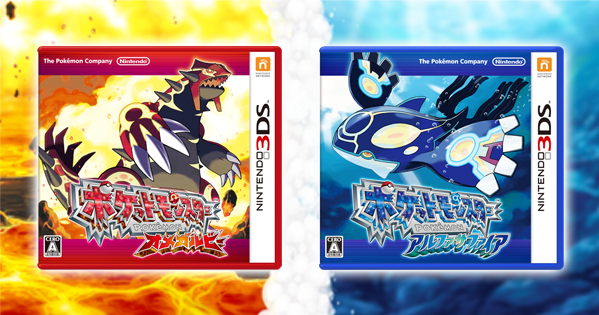 The Pokémon Company
Nintendo
NINTENDO 3DS
ポケットモンスター
POKÉMON
オメガルビー
CERO
A
The Pokémon Company
Nintendo
NINTENDO 3DS
ポケットモンスター
POKÉMON
アルファサファイア
CERO
A